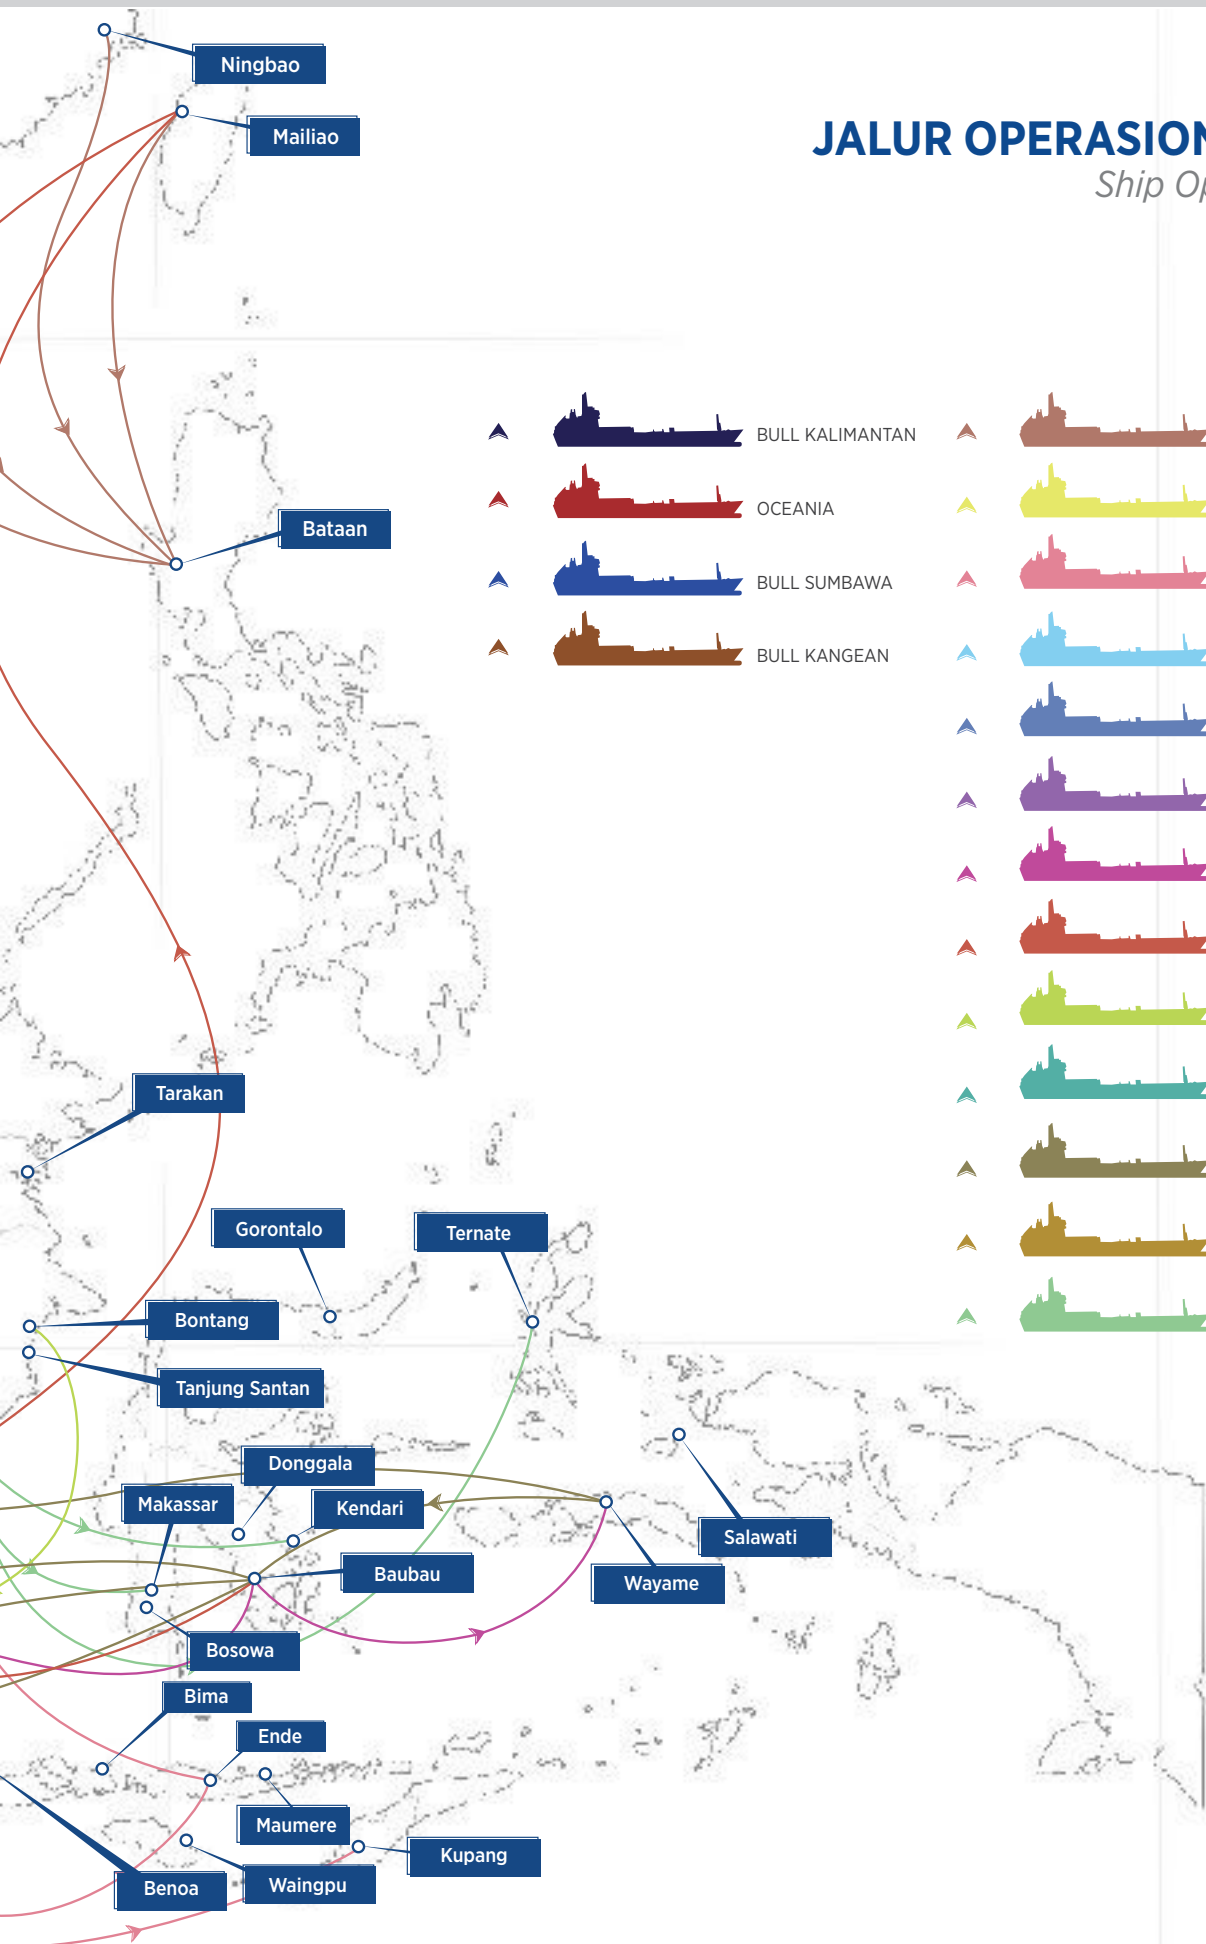 Ningbao
Mailiao
JALUR OPERASION
Ship Op
BULL KALIMANTAN
OCEANIA
Bataan
BULL SUMBAWA
BULL KANGEAN
Tarakan
Gorontalo
Ternate
Bontang
Tanjung Santan
Donggala
Makassar
Kendari
Salawati
Baubau
Wayame
Bosowa
Bima
Ende
Maumere
Kupang
Benoa
Waingpu